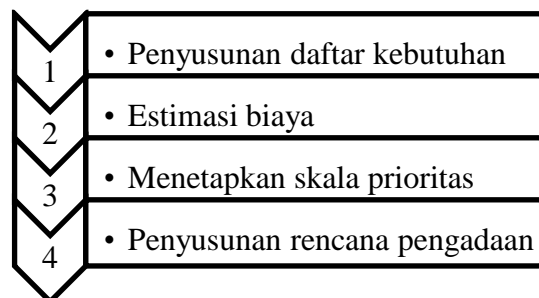 1 • Penyusunan daftar kebutuhan
2 • Estimasi biaya
3 • Menetapkan skala prioritas
4 • Penyusunan rencana pengadaan